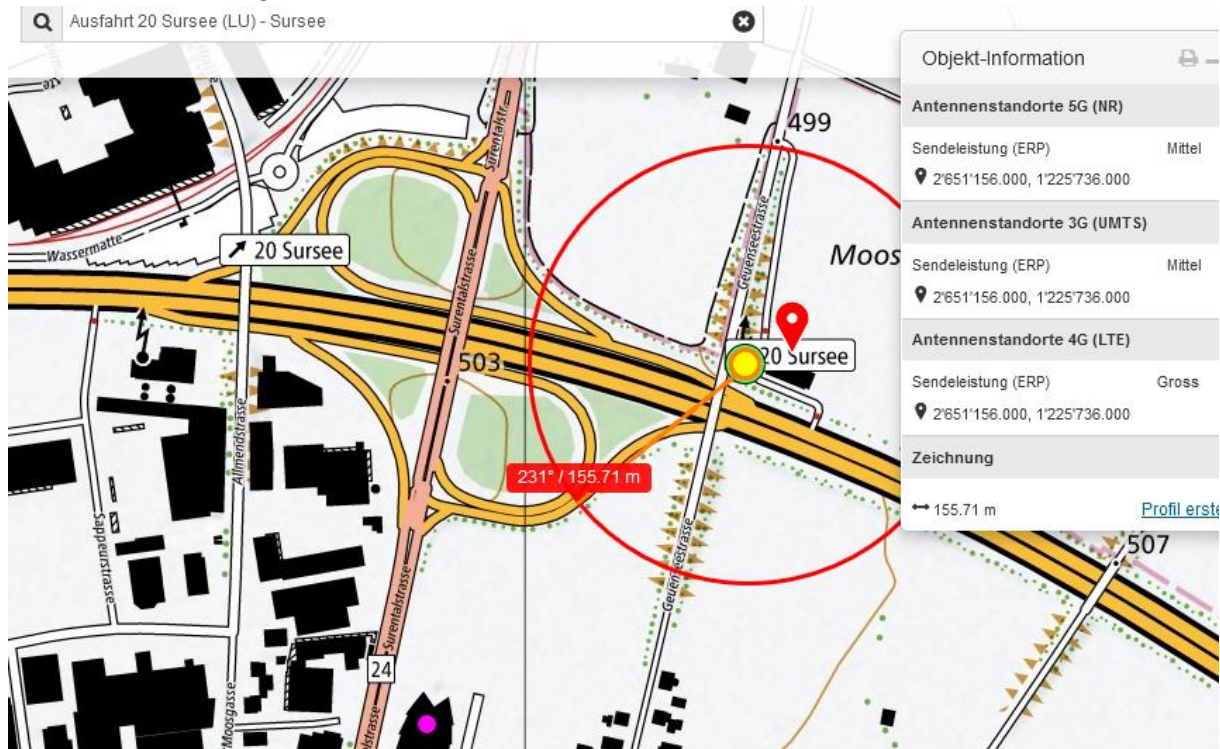 Ausfahrt 20 Sursee (LU) - Sursee
Objekt-Information
Antennenstandorte 5G (NR)
Sendeleistung (ERP) Mittel
2'651'156.000, 1'225'736.000
Antennenstandorte 3G (UMTS)
Sendeleistung (ERP) Mittel
2'651'156.000, 1'225'736.000
Antennenstandorte 4G (LTE)
Sendeleistung (ERP) Gross
2'651'156.000, 1'225'736.000
Zeichnung
155.71 m Profil erste
499
Surentalstr.
Surentalstr.
Geuenseestrasse
Wassermatte
20 Sursee
Moos
Surentalstrasse
20 Sursee
503
231° / 155.71 m
Allmendstrasse
Sappeurstrasse
Geuenseestrasse
507
Surentalstrasse
24
Moosgasse